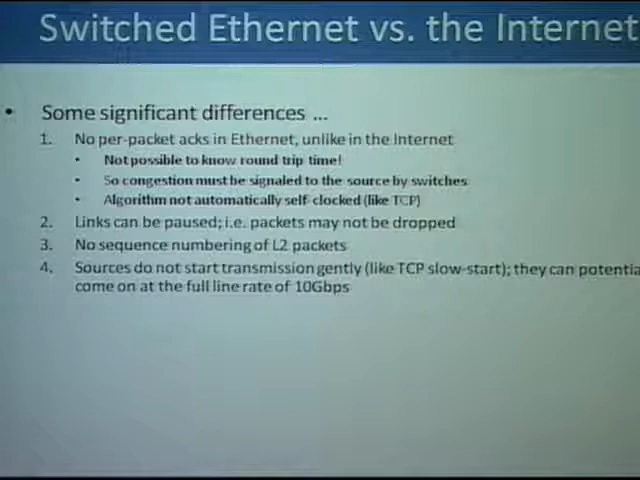 Switched Ethernet vs. the Internet
• Some significant differences ...
1. No per-packet acks in Ethernet, unlike in the Internet
• Not possible to know round trip time!
• So congestion must be signaled to the source by switches
• Algorithm not automatically self-clocked (like TCP)
2. Links can be paused; i.e. packets may not be dropped
3. No sequence numbering of L2 packets
4. Sources do not start transmission gently (like TCP slow-start); they can potentia
come on at the full line rate of 10Gbps